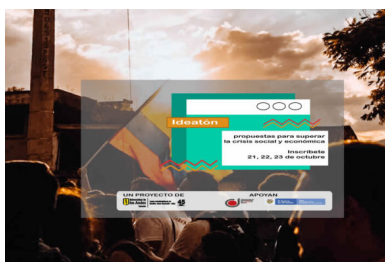 Ideatón
propuestas para superar
la crisis social y económica
Inscríbete
21, 22, 23 de octubre
UN PROYECTO DE
APOYAN